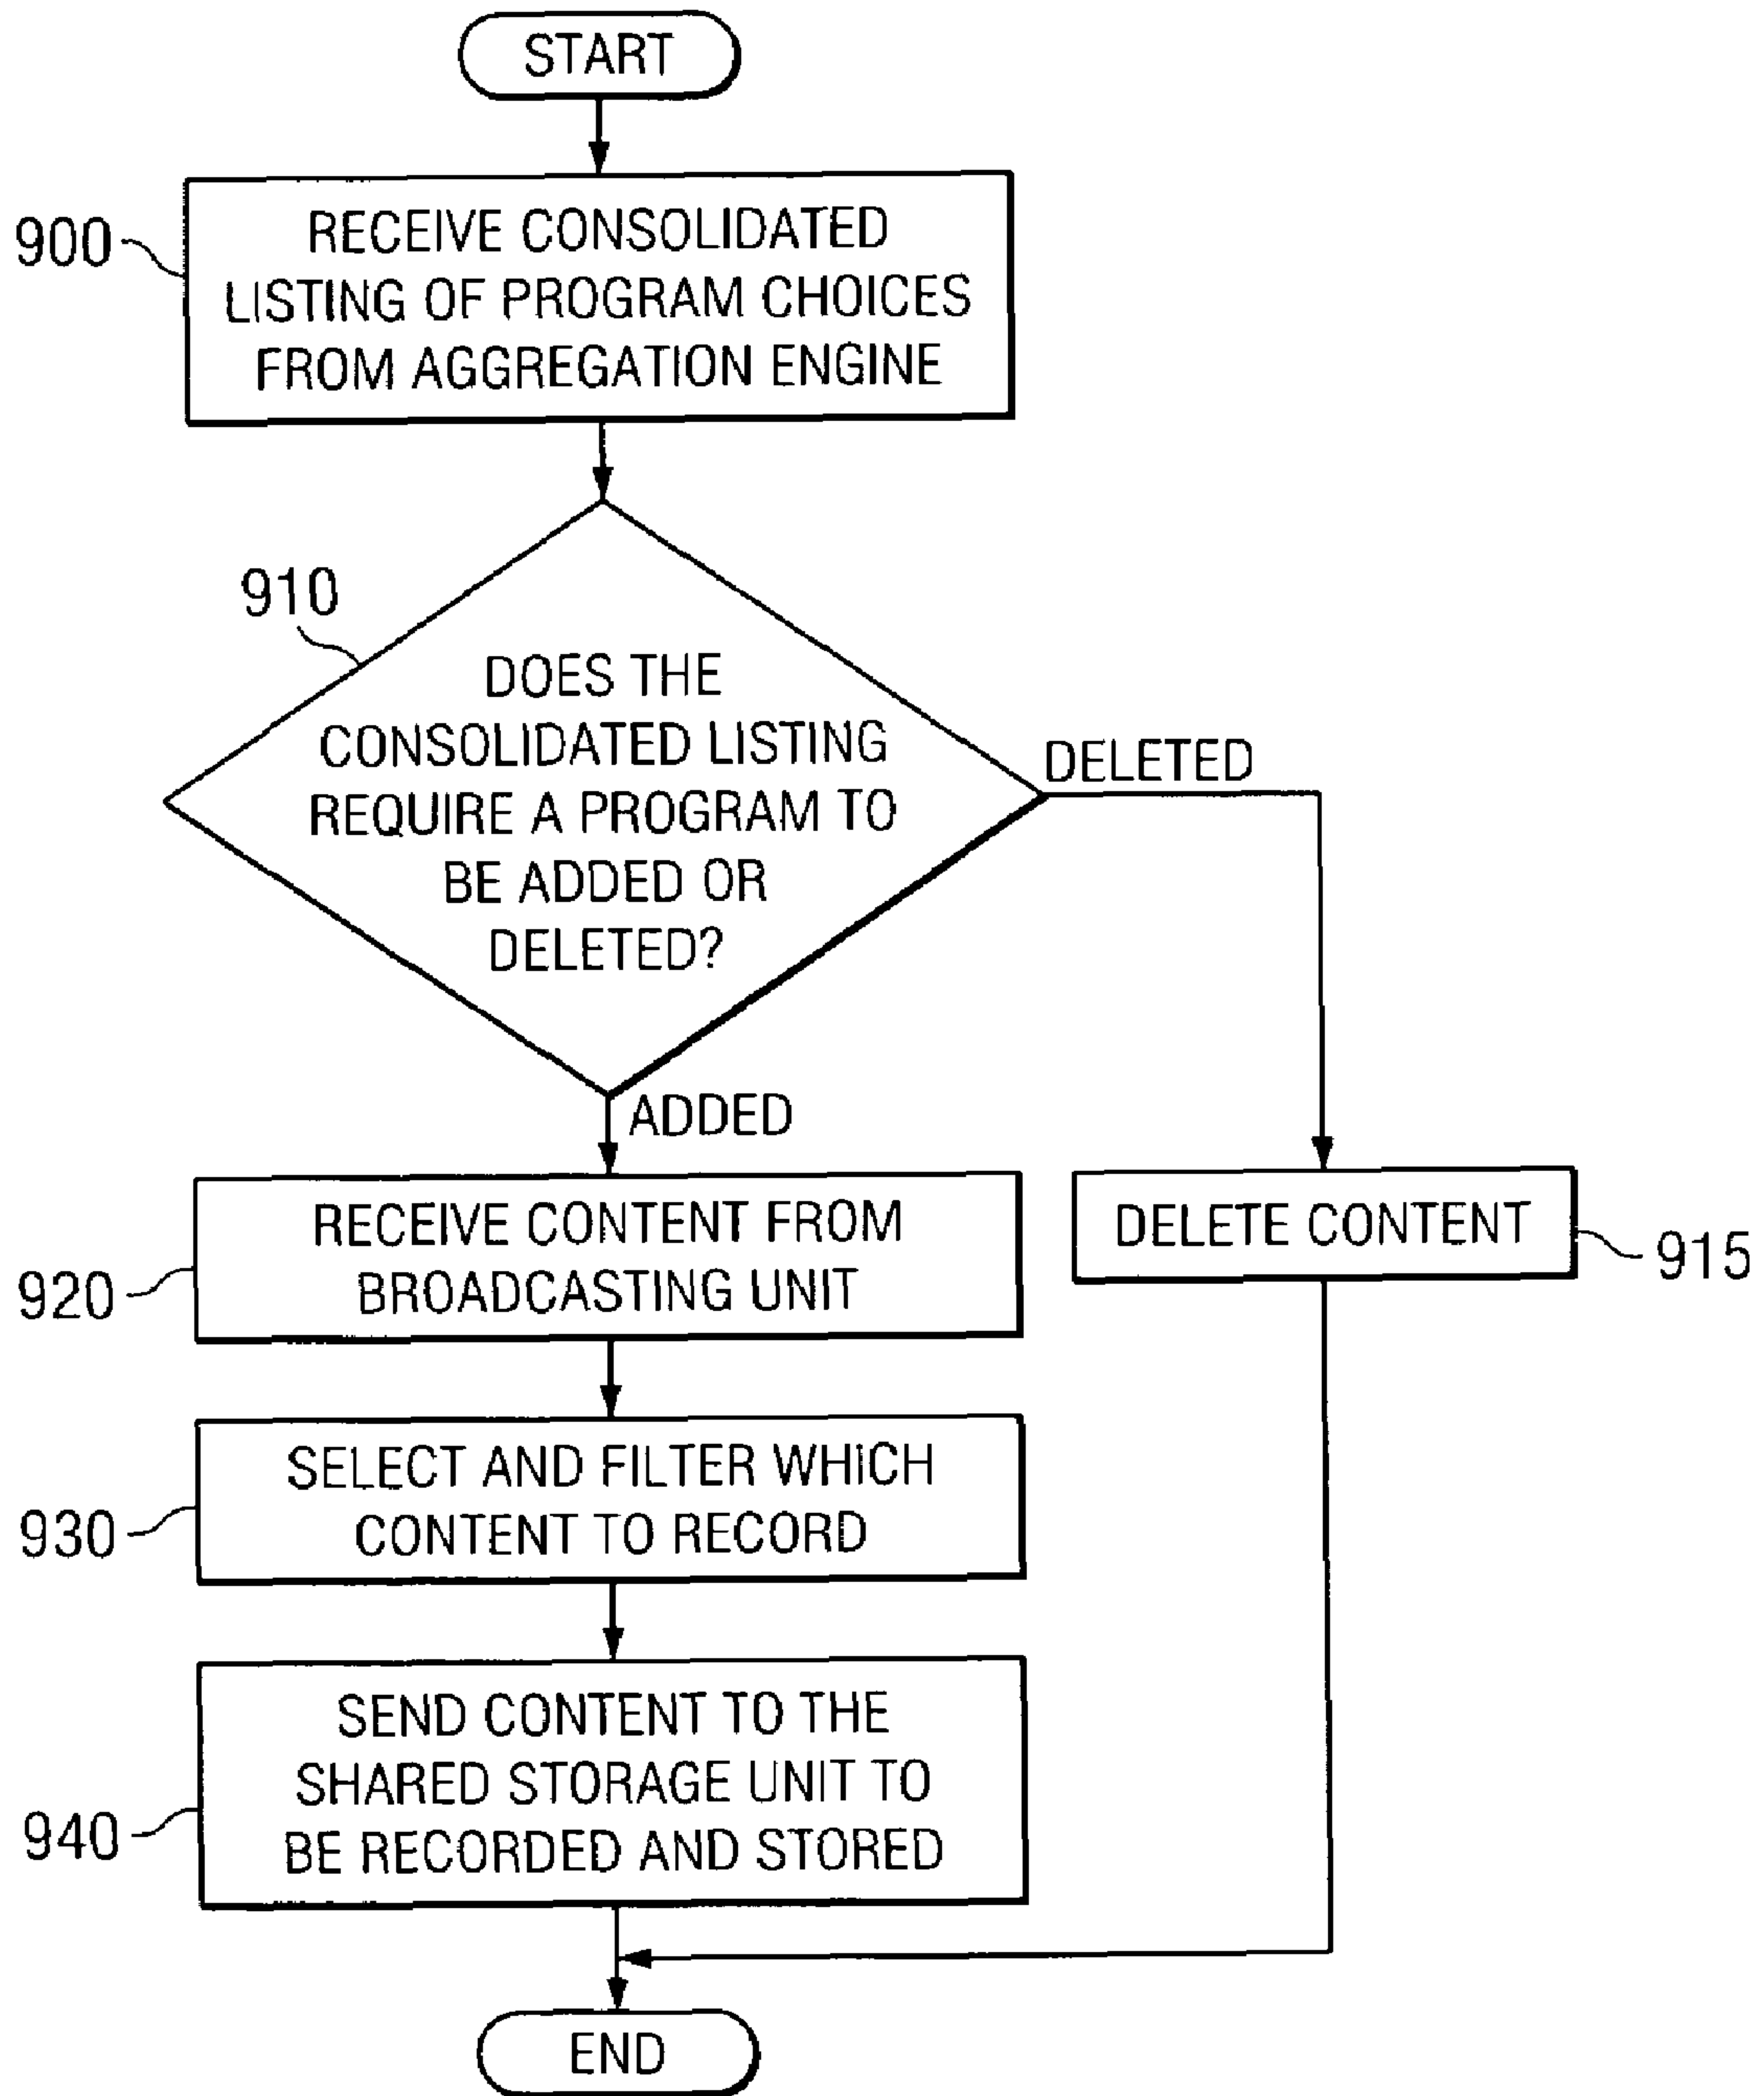 START
900
RECEIVE CONSOLIDATED
LISTING OF PROGRAM CHOICES
FROM AGGREGATION ENGINE
910
DOES THE
CONSOLIDATED LISTING
REQUIRE A PROGRAM TO
BE ADDED OR
DELETED?
DELETED
ADDED
920
RECEIVE CONTENT FROM
BROADCASTING UNIT
DELETE CONTENT
915
930
SELECT AND FILTER WHICH
CONTENT TO RECORD
940
SEND CONTENT TO THE
SHARED STORAGE UNIT TO
BE RECORDED AND STORED
END